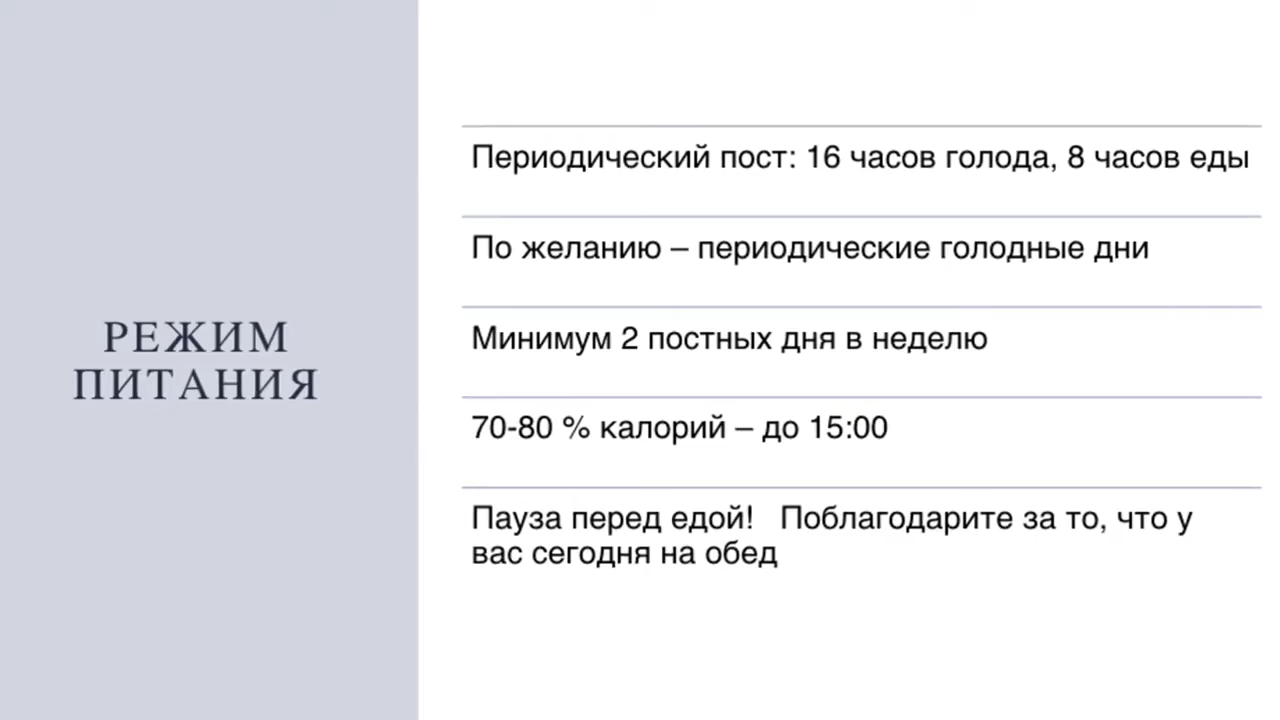 РЕЖИМ
ПИТАНИЯ
Периодический пост: 16 часов голода, 8 часов еды
По желанию – периодические голодные дни
Минимум 2 постных дня в неделю
70-80 % калорий – до 15:00
Пауза перед едой!   Поблагодарите за то, что у
вас сегодня на обед